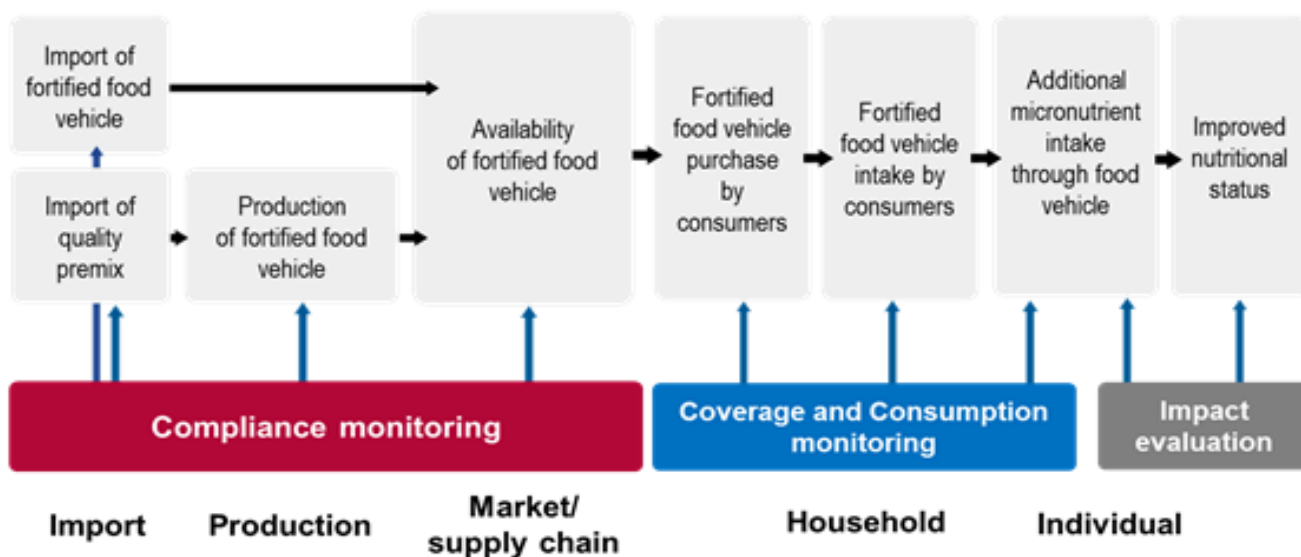 Import of
fortified food
vehicle
Import of
quality
premix
Production
of fortified food
vehicle
Availability
of fortified food
vehicle
Fortified
food vehicle
purchase
by
consumers
Fortified
food vehicle
intake by
consumers
Additional
micronutrient
intake
through food
vehicle
Improved
nutritional
status
Compliance monitoring
Coverage and Consumption
monitoring
Impact
evaluation
Import
Production
Market/
supply chain
Household
Individual